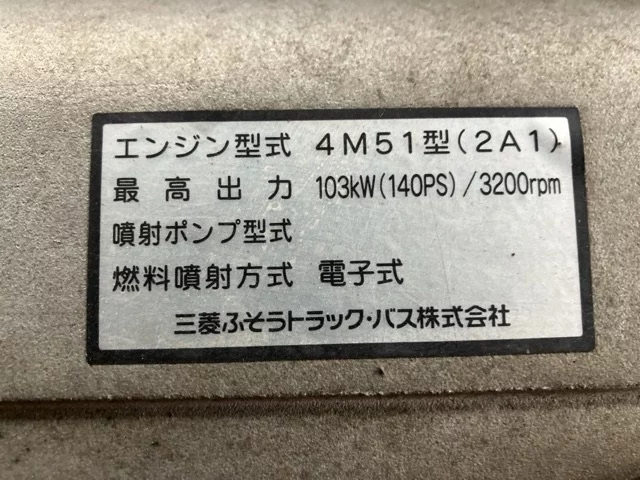 エンジン型式 4M51型(2A1)
最高出力 103kW(140PS)/3200rpm
噴射ポンプ型式
燃料噴射方式 電子式
三菱ふそうトラック・バス株式会社